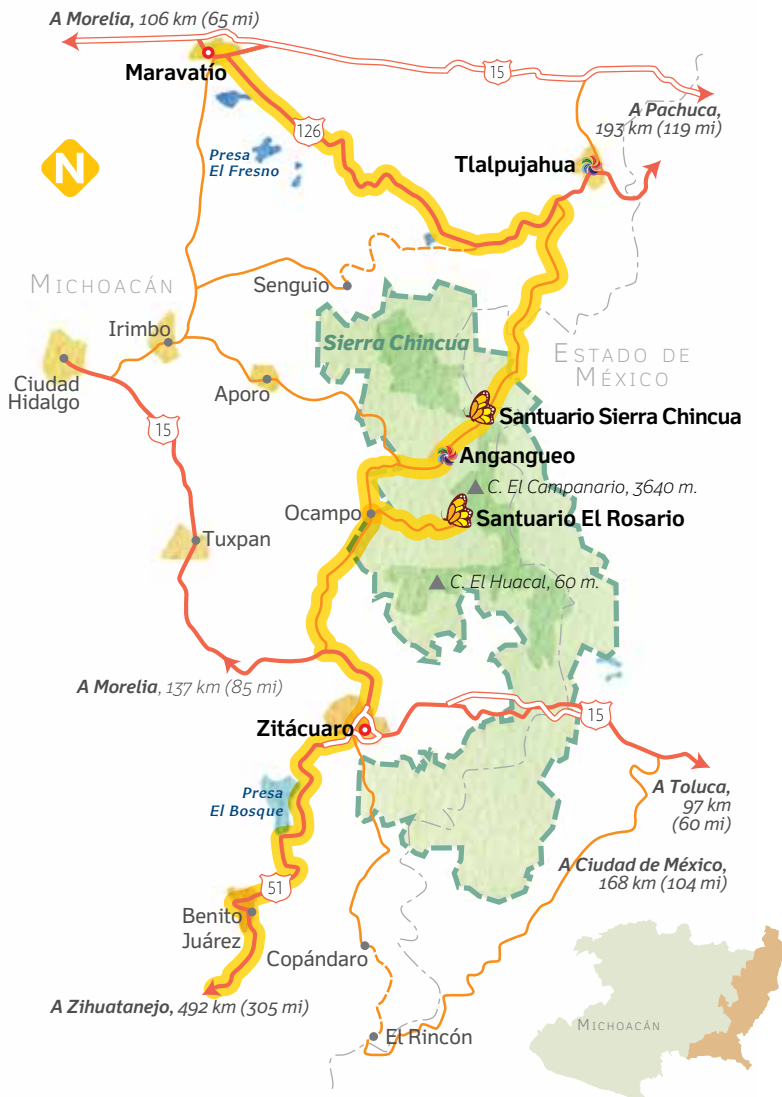 A Morelia, 106 km (65 mi)
Maravatío
15
A Pachuca,
193 km (119 mi)
126
Presa
El Fresno
Tlalpujahua
N
MICHOACÁN
Senguio
Irimbo
Sierra Chincua
ESTADO DE
MÉXICO
Ciudad
Hidalgo
Aporo
Santuario Sierra Chincua
15
Angangueo
C. El Campanario, 3640 m.
Ocampo
Santuario El Rosario
Tuxpan
C. El Huacal, 60 m.
A Morelia, 137 km (85 mi)
Zitácuaro
15
Presa
El Bosque
A Toluca,
97 km
(60 mi)
A Ciudad de México,
168 km (104 mi)
51
Benito
Juárez
Copándaro
A Zihuatanejo, 492 km (305 mi)
El Rincón
MICHOACÁN